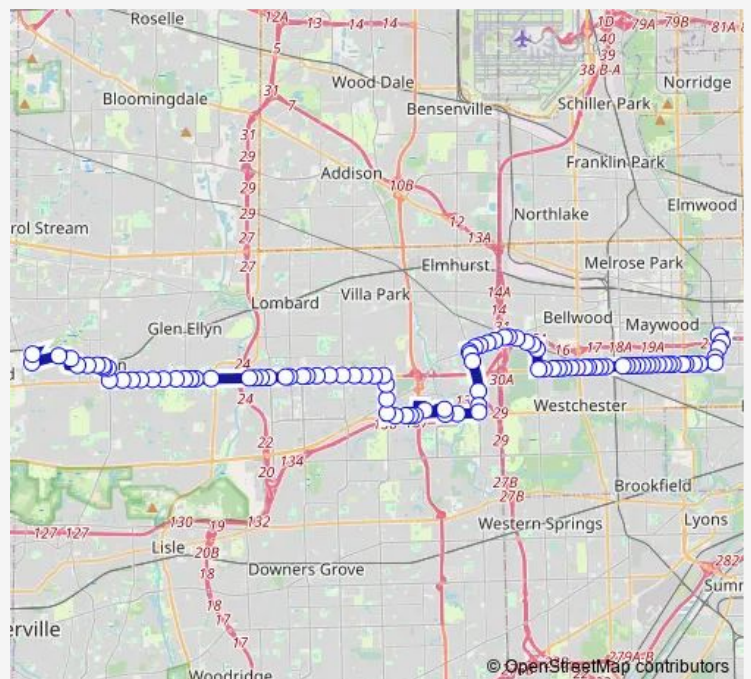 Roselle
12A
13
14
14
1D
79A
79B
81A
40
39
38 B-A
5
Wood Dale
Norridge
31
7
Bloomingdale
Bensenville
Schiller Park
31
29
29
Franklin Park
Addison
10B
Elmwood
29
12
Northlake
rol Stream
27
13A
27
Elmhurst
Melrose Park
14A
Villa Park
Lombard
14
Bellwood
Maywood
Glen Ellyn
16
17
18A
19A
24
30A
24
29
Westchester
22
29
134
20
27B
27B
Brookfield
127
127
130
19
132
Western-Springs
Lyons
Lisle
20B
Downers Grove
282
18
Sumr
18
17
erville
17
279A-B
Woodridge
© OpenStreetMap contributors